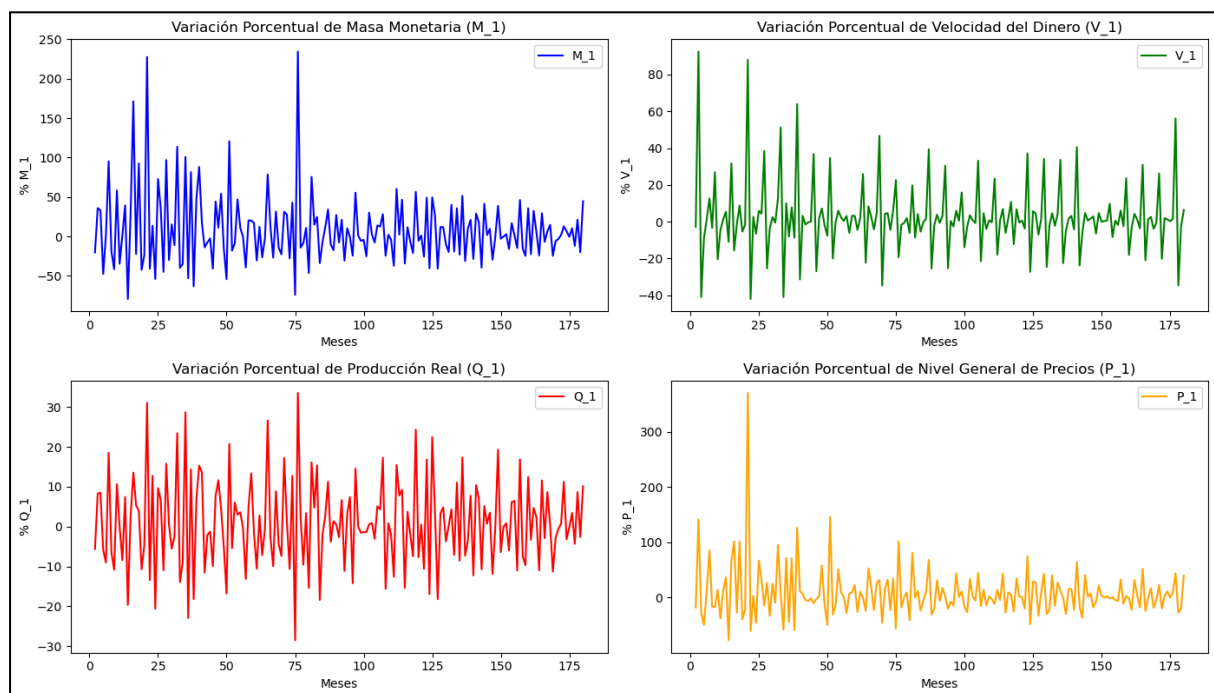 Variación Porcentual de Masa Monetaria (M_1)
250
200
150
100
50
0
−50
% M_1
M_1
0 25 50 75 100 125 150 175
Meses
Variación Porcentual de Velocidad del Dinero (V_1)
80
60
40
20
0
−20
−40
% V_1
V_1
0 25 50 75 100 125 150 175
Meses
Variación Porcentual de Producción Real (Q_1)
30
20
10
0
−10
−20
−30
% Q_1
Q_1
0 25 50 75 100 125 150 175
Meses
Variación Porcentual de Nivel General de Precios (P_1)
300
200
100
0
% P_1
P_1
0 25 50 75 100 125 150 175
Meses